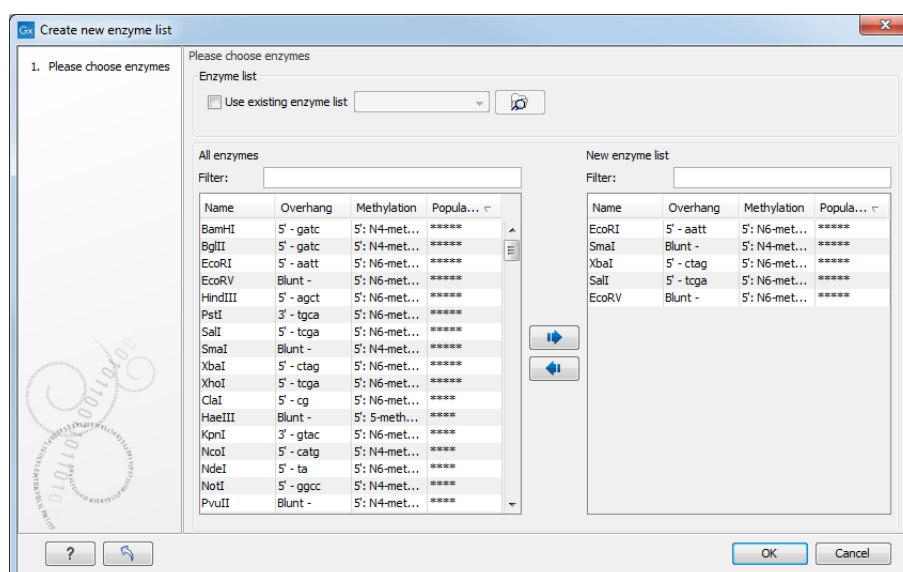 Gx Create new enzyme list
1. Please choose enzymes
Please choose enzymes
Enzyme list
Use existing enzyme list
All enzymes
Filter:
Name Overhang Methylation Popula...
BamHI 5' - gatc 5': N4-met... *****
BglII 5' - gatc 5': N4-met... *****
EcoRI 5' - aatt 5': N6-met... *****
EcoRV Blunt - 5': N6-met... *****
HindIII 5' - agct 5': N6-met... *****
PstI 3' - tgca 5': N6-met... *****
SalI 5' - tcga 5': N6-met... *****
SmaI Blunt - 5': N4-met... *****
XbaI 5' - ctag 5': N6-met... *****
XhoI 5' - tcga 5': N6-met... *****
ClaI 5' - cg 5': N6-met... ****
HaeIII Blunt - 5': 5-meth... ****
KpnI 3' - gtac 5': N6-met... ****
NcoI 5' - catg 5': N4-met... ****
NdeI 5' - ta 5': N6-met... ****
NotI 5' - ggcc 5': N4-met... ****
PvuII Blunt - 5': N4-met... ****
New enzyme list
Filter:
Name Overhang Methylation Popula...
EcoRI 5' - aatt 5': N6-met... *****
SmaI Blunt - 5': N4-met... *****
XbaI 5' - ctag 5': N6-met... *****
SalI 5' - tcga 5': N6-met... *****
EcoRV Blunt - 5': N6-met... *****
?
OK
Cancel